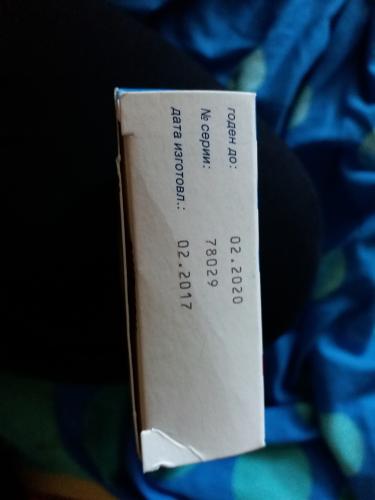 годен до: 02.2020
№ серии: 78029
дата изготовл.: 02.2017